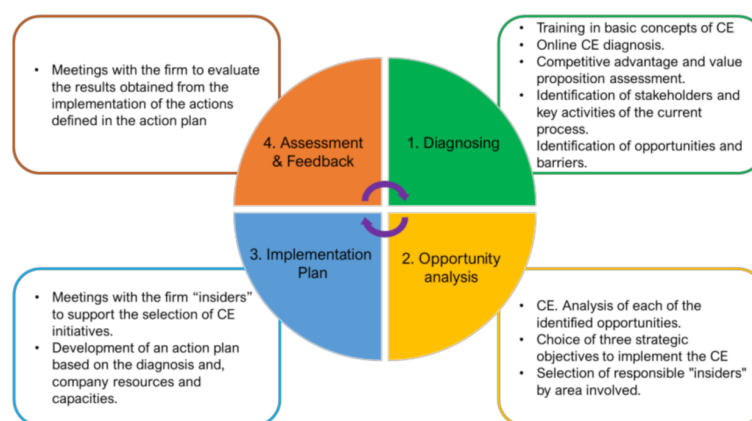 • Meetings with the firm to evaluate
the results obtained from the
implementation of the actions
defined in the action plan
• Training in basic concepts of CE
• Online CE diagnosis.
• Competitive advantage and value
proposition assessment.
• Identification of stakeholders and
key activities of the current
process.
Identification of opportunities and
barriers.
4. Assessment
& Feedback
1. Diagnosing
3. Implementation
Plan
2. Opportunity
analysis
• Meetings with the firm “insiders”
to support the selection of CE
initiatives.
• Development of an action plan
based on the diagnosis and,
company resources and
capacities.
• CE. Analysis of each of the
identified opportunities.
• Choice of three strategic
objectives to implement the CE
• Selection of responsible "insiders"
by area involved.